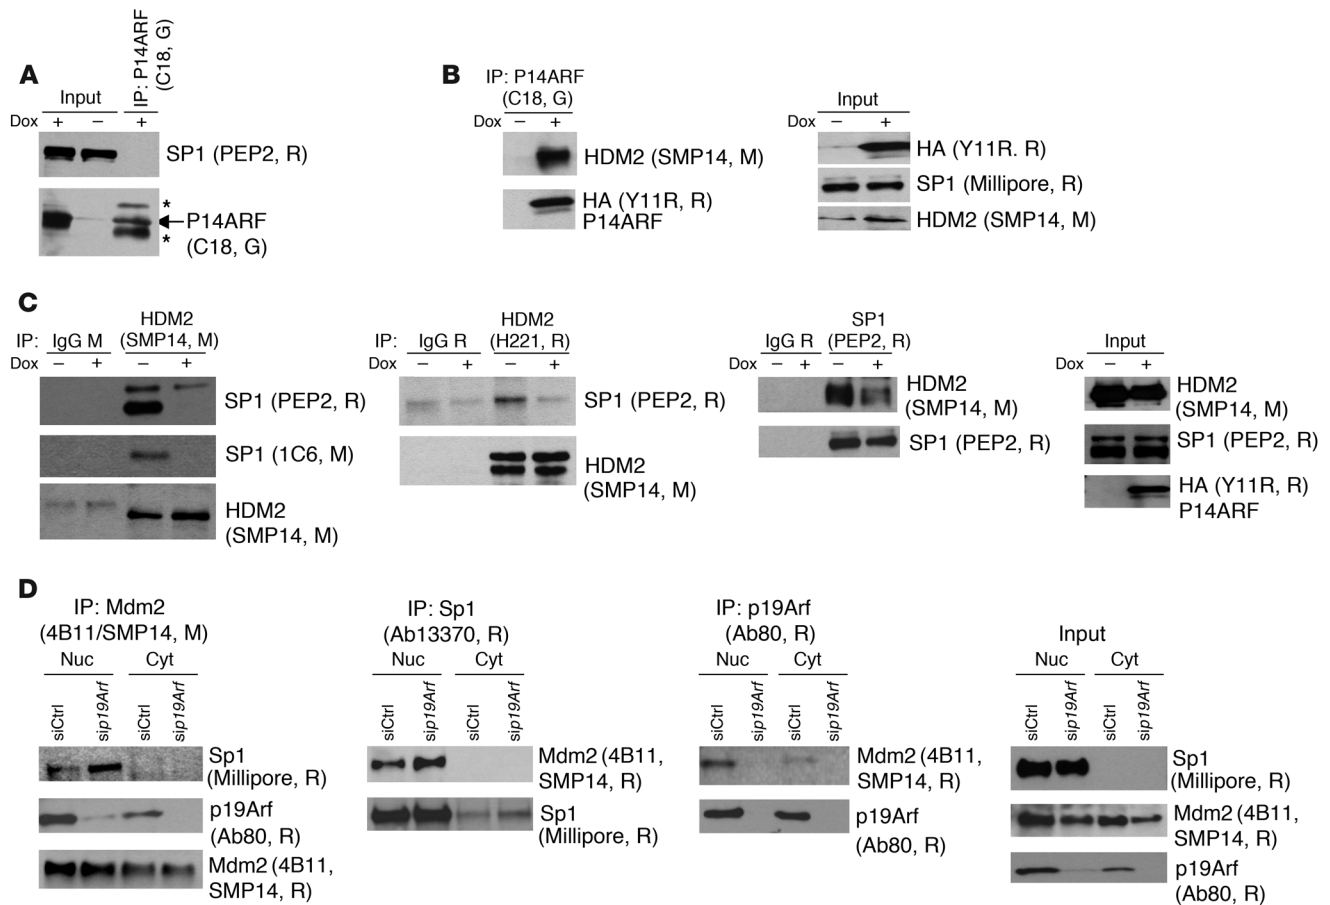 A
Input
IP: P14ARF
(C18, G)
Dox + − +
SP1 (PEP2, R)
*
P14ARF
(C18, G)
*
B
IP: P14ARF
(C18, G)
Dox − +
HDM2 (SMP14, M)
HA (Y11R, R)
P14ARF
Input
Dox − +
HA (Y11R. R)
SP1 (Millipore, R)
HDM2 (SMP14, M)
C
IP: IgG M HDM2
(SMP14, M)
Dox − + − +
SP1 (PEP2, R)
SP1 (1C6, M)
HDM2
(SMP14, M)
IP: IgG R HDM2
(H221, R)
Dox − + − +
SP1 (PEP2, R)
HDM2
(SMP14, M)
IgG R SP1
(PEP2, R)
Dox − + − +
HDM2
(SMP14, M)
SP1 (PEP2, R)
Input
Dox − +
HDM2
(SMP14, M)
SP1 (PEP2, R)
HA (Y11R, R)
P14ARF
D
IP: Mdm2
(4B11/SMP14, M)
Nuc Cyt
siCtrl sip19Arf siCtrl sip19Arf
Sp1
(Millipore, R)
p19Arf
(Ab80, R)
Mdm2 (4B11,
SMP14, R)
IP: Sp1
(Ab13370, R)
Nuc Cyt
siCtrl sip19Arf siCtrl sip19Arf
Mdm2 (4B11,
SMP14, R)
Sp1
(Millipore, R)
IP: p19Arf
(Ab80, R)
Nuc Cyt
siCtrl sip19Arf siCtrl sip19Arf
Mdm2 (4B11,
SMP14, R)
p19Arf
(Ab80, R)
Input
Nuc Cyt
siCtrl sip19Arf siCtrl sip19Arf
Sp1
(Millipore, R)
Mdm2 (4B11,
SMP14, R)
p19Arf
(Ab80, R)